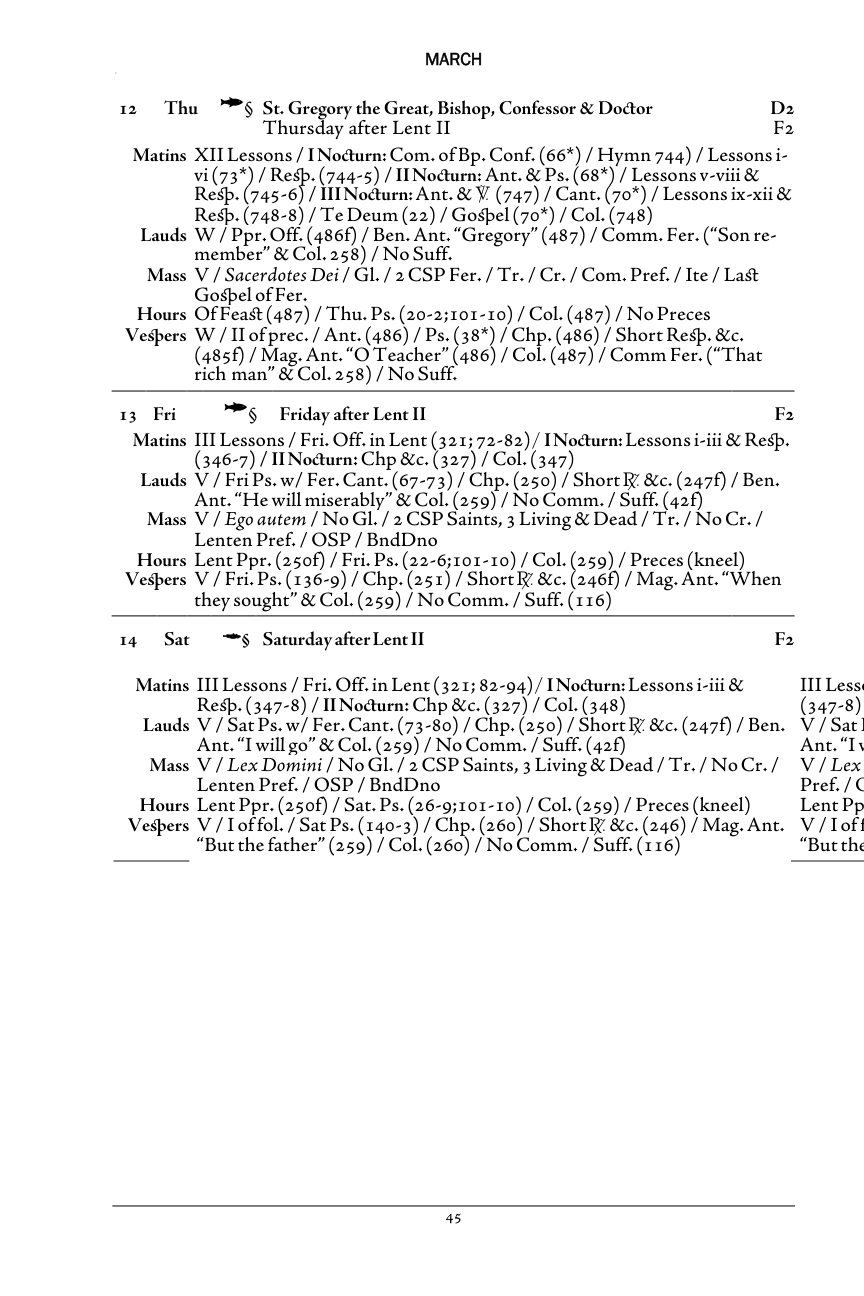 MARCH
12 Thu § St. Gregory the Great, Bishop, Confessor & Doctor D2
Thursday after Lent II F2
Matins XII Lessons / I Nocturn: Com. of Bp. Conf. (66*) / Hymn 744) / Lessons i-
vi (73*) / Resp. (744-5) / II Nocturn: Ant. & Ps. (68*) / Lessons v-viii &
Resp. (745-6) / III Nocturn: Ant. & ℣ (747) / Cant. (70*) / Lessons ix-xii &
Resp. (748-8) / Te Deum (22) / Gospel (70*) / Col. (748)
Lauds W / Ppr. Off. (486f) / Ben. Ant. “Gregory” (487) / Comm. Fer. (“Son re-
member” & Col. 258) / No Suff.
Mass V / Sacerdotes Dei / Gl. / 2 CSP Fer. / Tr. / Cr. / Com. Pref. / Ite / Last
Gospel of Fer.
Hours Of Feast (487) / Thu. Ps. (20-2;101-10) / Col. (487) / No Preces
Vespers W / II of prec. / Ant. (486) / Ps. (38*) / Chp. (486) / Short Resp. &c.
(485f) / Mag. Ant. “O Teacher” (486) / Col. (487) / Comm Fer. (“That
rich man” & Col. 258) / No Suff.
13 Fri § Friday after Lent II F2
Matins III Lessons / Fri. Off. in Lent (321; 72-82)/ I Nocturn: Lessons i-iii & Resp.
(346-7) / II Nocturn: Chp &c. (327) / Col. (347)
Lauds V / Fri Ps. w/ Fer. Cant. (67-73) / Chp. (250) / Short ℟. &c. (247f) / Ben.
Ant. “He will miserably” & Col. (259) / No Comm. / Suff. (42f)
Mass V / Ego autem / No Gl. / 2 CSP Saints, 3 Living & Dead / Tr. / No Cr. /
Lenten Pref. / OSP / BndDno
Hours Lent Ppr. (250f) / Fri. Ps. (22-6;101-10) / Col. (259) / Preces (kneel)
Vespers V / Fri. Ps. (136-9) / Chp. (251) / Short ℟. &c. (246f) / Mag. Ant. “When
they sought” & Col. (259) / No Comm. / Suff. (116)
14 Sat § Saturday after Lent II F2
Matins III Lessons / Fri. Off. in Lent (321; 82-94)/ I Nocturn: Lessons i-iii & III Less
Resp. (347-8) / II Nocturn: Chp &c. (327) / Col. (348) (347-8)
Lauds V / Sat Ps. w/ Fer. Cant. (73-80) / Chp. (250) / Short ℟. &c. (247f) / Ben. V / Sat
Ant. “I will go” & Col. (259) / No Comm. / Suff. (42f) Ant. “I
Mass V / Lex Domini / No Gl. / 2 CSP Saints, 3 Living & Dead / Tr. / No Cr. / V / Lex
Lenten Pref. / OSP / BndDno Pref. /
Hours Lent Ppr. (250f) / Sat. Ps. (26-9;101-10) / Col. (259) / Preces (kneel) Lent Pp
Vespers V / I of fol. / Sat Ps. (140-3) / Chp. (260) / Short ℟. &c. (246) / Mag. Ant. V / I of
“But the father” (259) / Col. (260) / No Comm. / Suff. (116) “But the
45